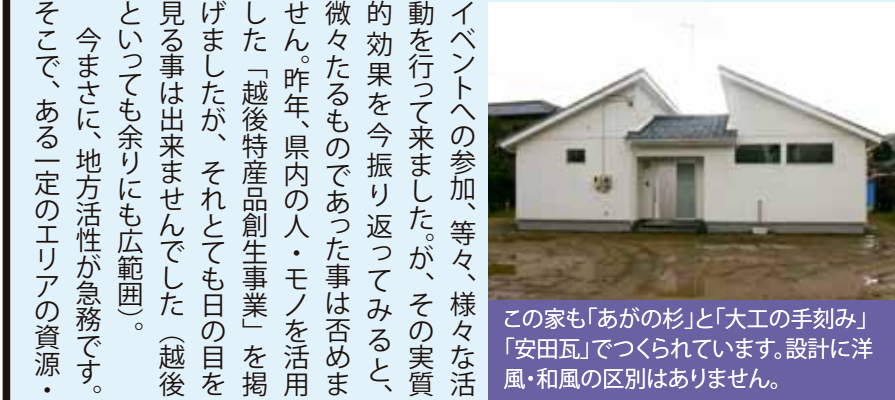 イベントへの参加、等々、様々な活
動を行って来ました。が、その実質
的効果を今振り返ってみると、
微々たるものであった事は否めま
せん。昨年、県内の人・モノを活用
した「越後特産品創生事業」を掲
げましたが、それとても日の目を
見る事は出来ませんでした（越後
といっても余りにも広範囲）。
今まさに、地方活性が急務です。
そこで、ある一定のエリアの資源・
この家も「あがの杉」と「大工の手刻み」
「安田瓦」でつくられています。設計に洋
風・和風の区別はありません。